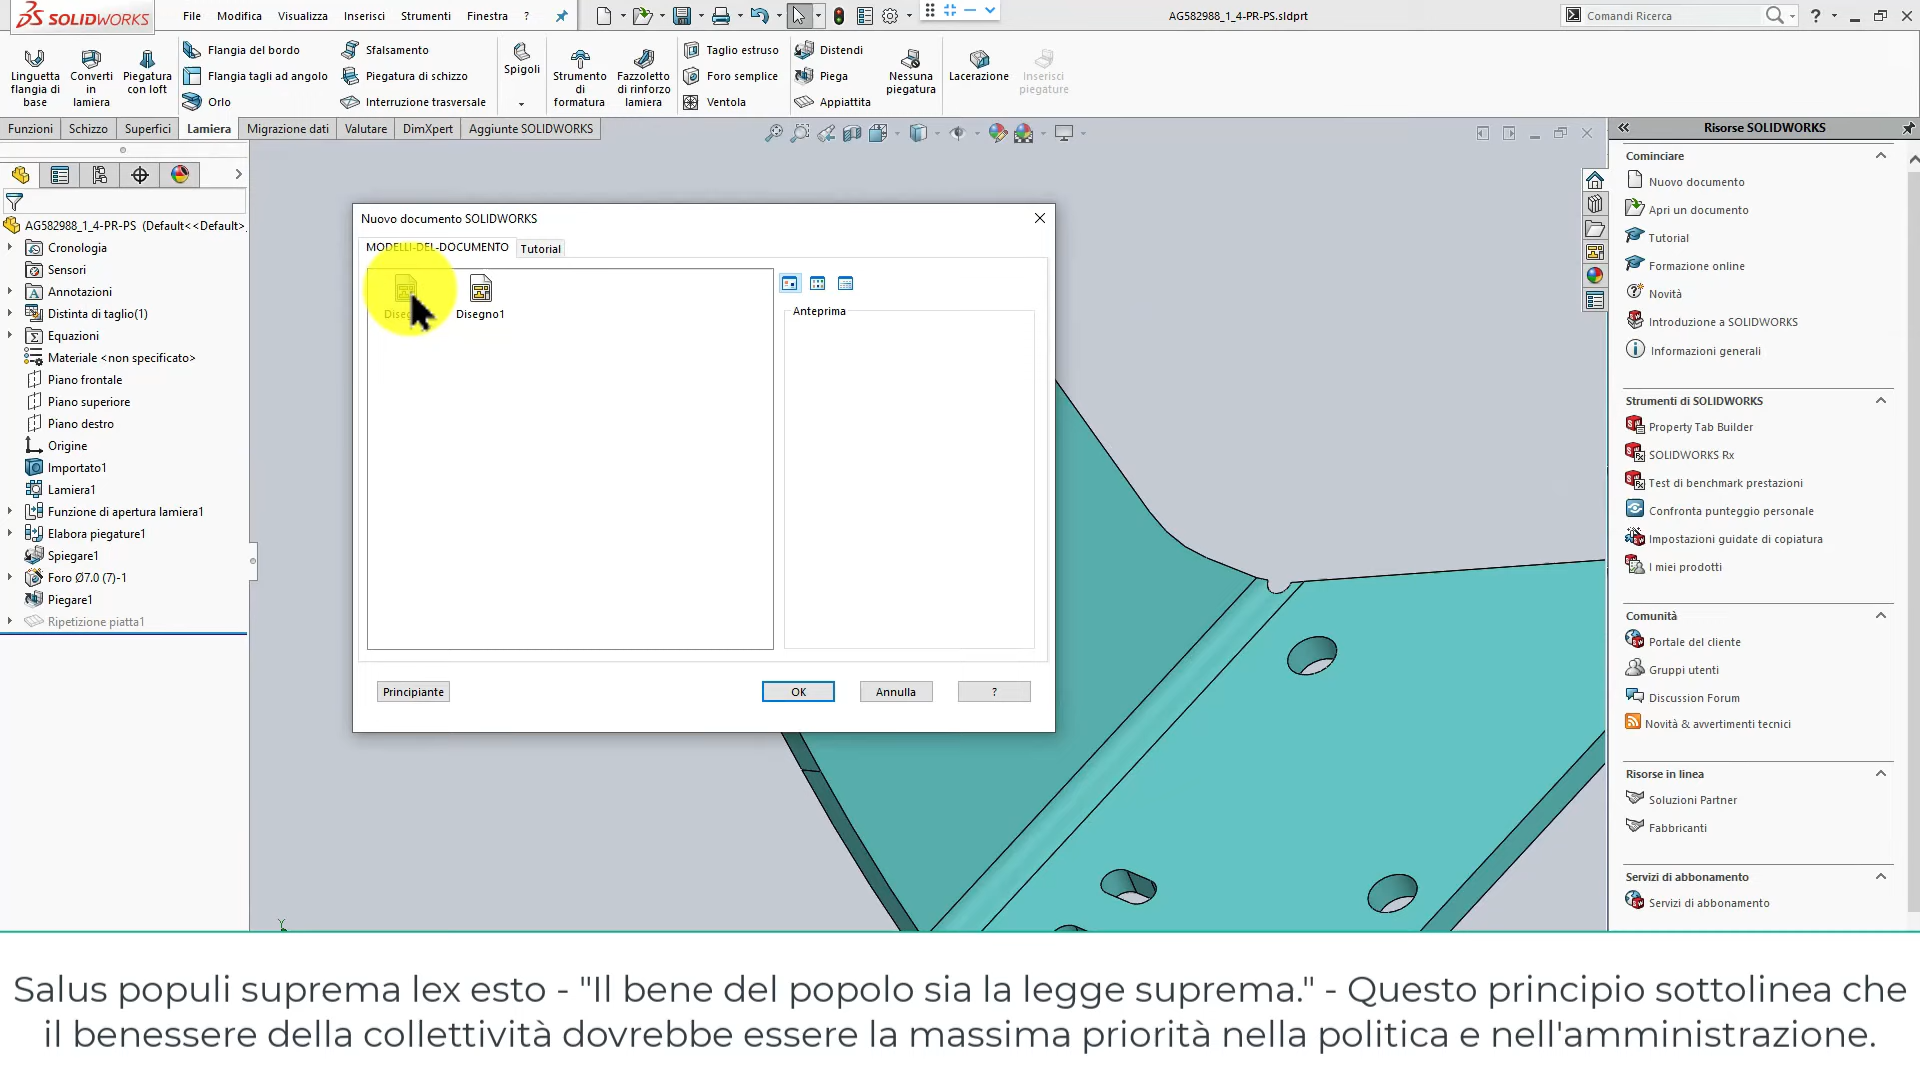 SOLIDWORKS
File Modifica Visualizza Inserisci Strumenti Finestra ?
AG582988_1_4-PR-PS.sldprt
Comandi Ricerca
?
Linguetta flangia di base
Converti in lamiera
Piegatura con loft
Flangia del bordo
Flangia tagli ad angolo
Orlo
Sfalsamento
Piegatura di schizzo
Interruzione trasversale
Spigoli
Strumento di formatura
Fazzoletto di rinforzo lamiera
Taglio estruso
Foro semplice
Ventola
Distendi
Piega
Appiattita
Nessuna piegatura
Lacerazione
Inserisci piegature
Funzioni Schizzo Superfici Lamiera Migrazione dati Valutare DimXpert Aggiunte SOLIDWORKS
AG582988_1_4-PR-PS (Default<<Default>
Cronologia
Sensori
Annotazioni
Distinta di taglio(1)
Equazioni
Materiale <non specificato>
Piano frontale
Piano superiore
Piano destro
Origine
Importato1
Lamiera1
Funzione di apertura lamiera1
Elabora piegature1
Spiegare1
Foro Ø7.0 (7)-1
Piegare1
Ripetizione piatta1
Nuovo documento SOLIDWORKS
MODELLI-DEL-DOCUMENTO Tutorial
Disegno1
Anteprima
Principiante
OK
Annulla
?
Y
Risorse SOLIDWORKS
Cominciare
Nuovo documento
Apri un documento
Tutorial
Formazione online
Novità
Introduzione a SOLIDWORKS
Informazioni generali
Strumenti di SOLIDWORKS
Property Tab Builder
SOLIDWORKS Rx
Test di benchmark prestazioni
Confronta punteggio personale
Impostazioni guidate di copiatura
I miei prodotti
Comunità
Portale del cliente
Gruppi utenti
Discussion Forum
Novità & avvertimenti tecnici
Risorse in linea
Soluzioni Partner
Fabbricanti
Servizi di abbonamento
Servizi di abbonamento
Salus populi suprema lex esto - "Il bene del popolo sia la legge suprema." - Questo principio sottolinea che
il benessere della collettività dovrebbe essere la massima priorità nella politica e nell'amministrazione.